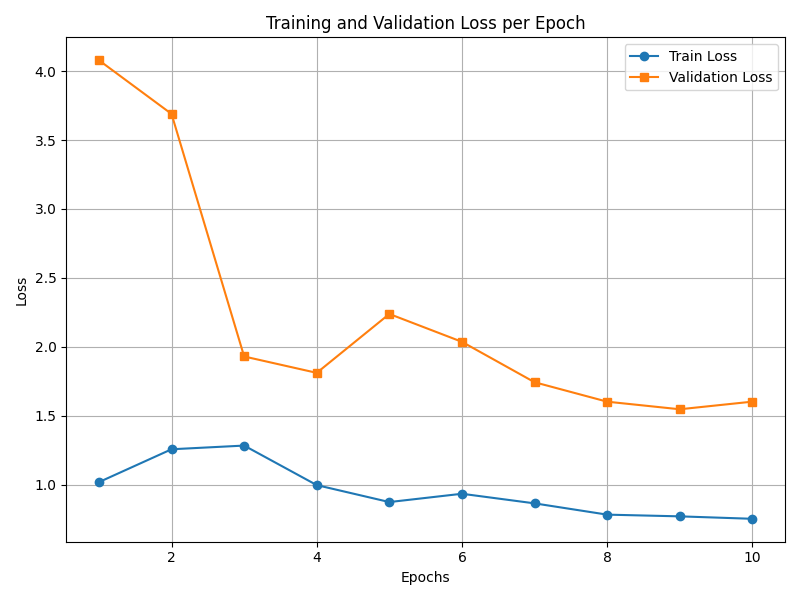 Training and Validation Loss per Epoch
Train Loss
Validation Loss
4.0
3.5
3.0
2.5
2.0
1.5
1.0
Loss
2 4 6 8 10
Epochs